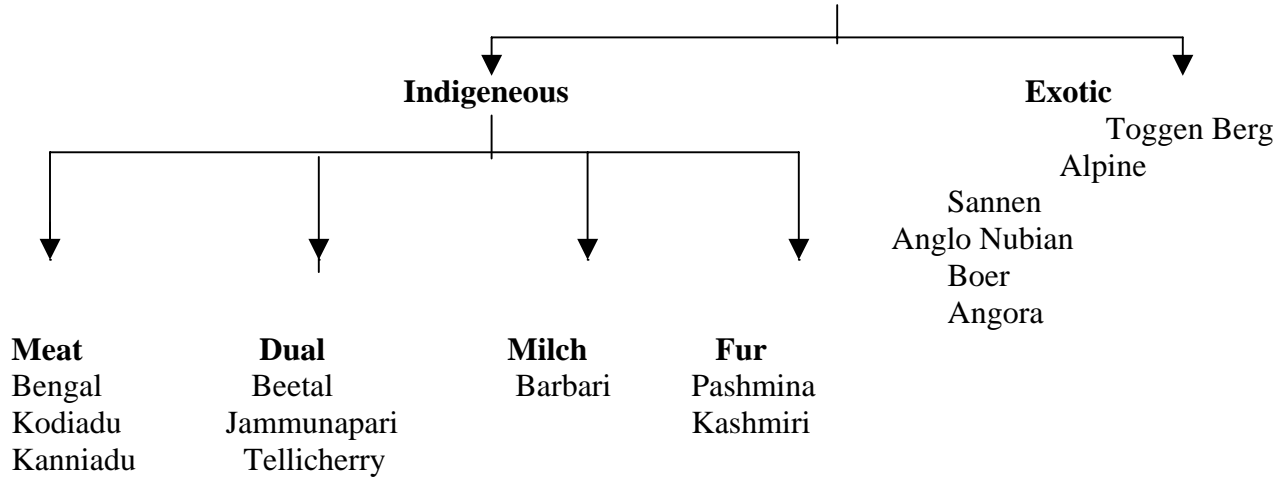 Indigeneous Exotic
Toggen Berg
Alpine
Sannen
Anglo Nubian
Boer
Angora
Meat Dual Milch Fur
Bengal Beetal Barbari Pashmina
Kodiadu Jammunapari Kashmiri
Kanniadu Tellicherry